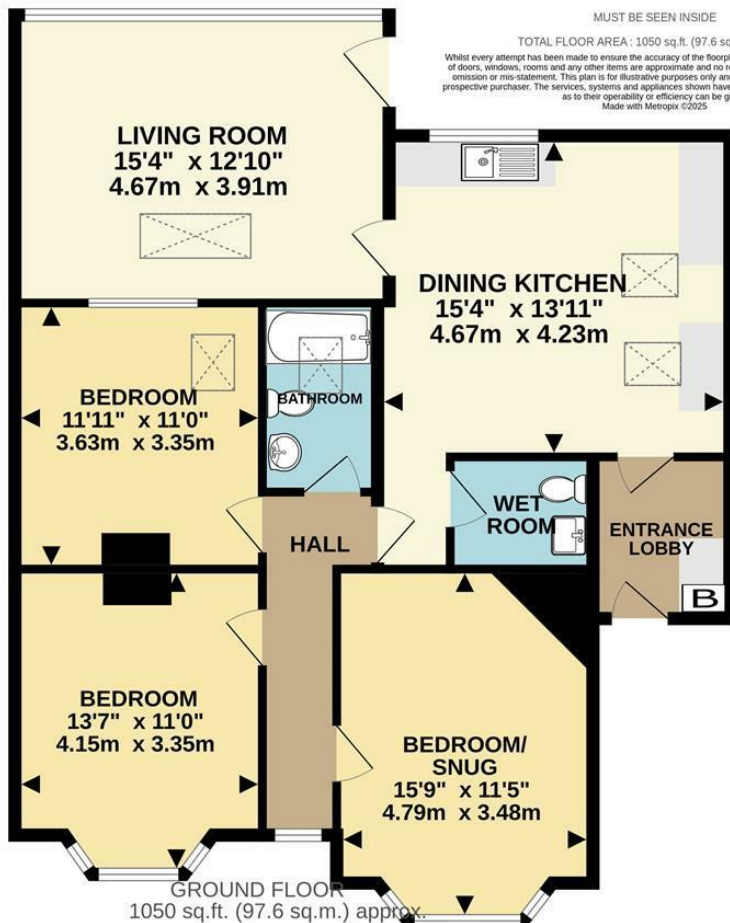 MUST BE SEEN INSIDE
TOTAL FLOOR AREA : 1050 sq.ft. (97.6 sq
Whilst every attempt has been made to ensure the accuracy of the floorpl
of doors, windows, rooms and any other items are approximate and no re
omission or mis-statement. This plan is for illustrative purposes only and
prospective purchaser. The services, systems and appliances shown have
as to their operability or efficiency can be gi
Made with Metropix ©2025
LIVING ROOM
15'4" x 12'10"
4.67m x 3.91m
DINING KITCHEN
15'4" x 13'11"
4.67m x 4.23m
BEDROOM
11'11" x 11'0"
3.63m x 3.35m
BATHROOM
HALL
WET
ROOM
ENTRANCE
LOBBY
B
BEDROOM
13'7" x 11'0"
4.15m x 3.35m
BEDROOM/
SNUG
15'9" x 11'5"
4.79m x 3.48m
GROUND FLOOR
1050 sq.ft. (97.6 sq.m.) approx.